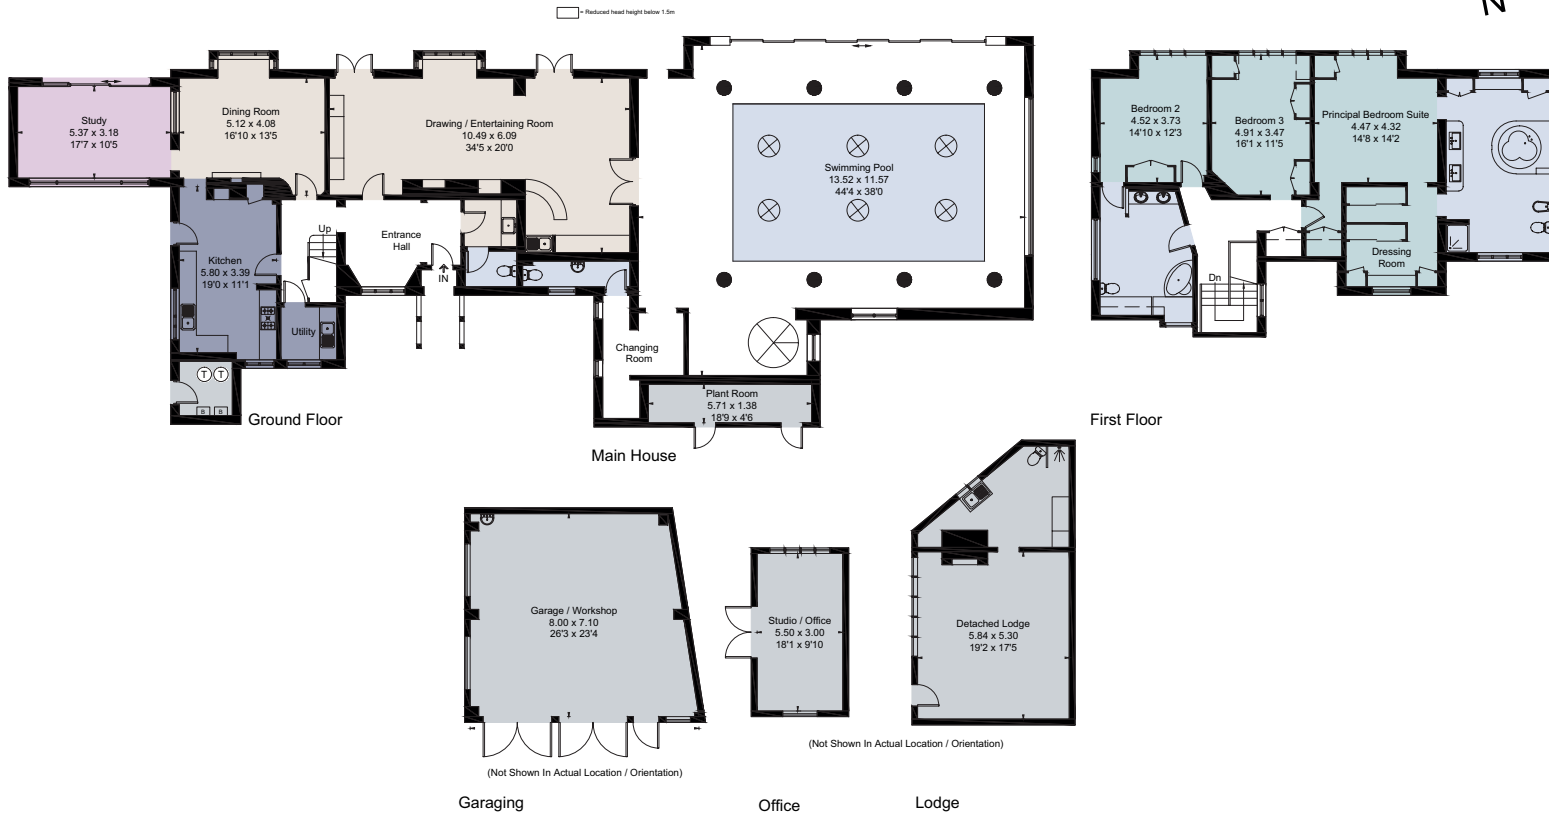 = Reduced head height below 1.5m
N
Study
5.37 x 3.18
17'7 x 10'5
Dining Room
5.12 x 4.08
16'10 x 13'5
Drawing / Entertaining Room
10.49 x 6.09
34'5 x 20'0
Swimming Pool
13.52 x 11.57
44'4 x 38'0
Kitchen
5.80 x 3.39
19'0 x 11'1
Up
Entrance
Hall
IN
Utility
T T
B B
Changing
Room
Plant Room
5.71 x 1.38
18'9 x 4'6
Ground Floor
Main House
Bedroom 2
4.52 x 3.73
14'10 x 12'3
Bedroom 3
4.91 x 3.47
16'1 x 11'5
Principal Bedroom Suite
4.47 x 4.32
14'8 x 14'2
Dressing
Room
Dn
First Floor
Garage / Workshop
8.00 x 7.10
26'3 x 23'4
(Not Shown In Actual Location / Orientation)
Garaging
Studio / Office
5.50 x 3.00
18'1 x 9'10
Detached Lodge
5.84 x 5.30
19'2 x 17'5
(Not Shown In Actual Location / Orientation)
Office
Lodge